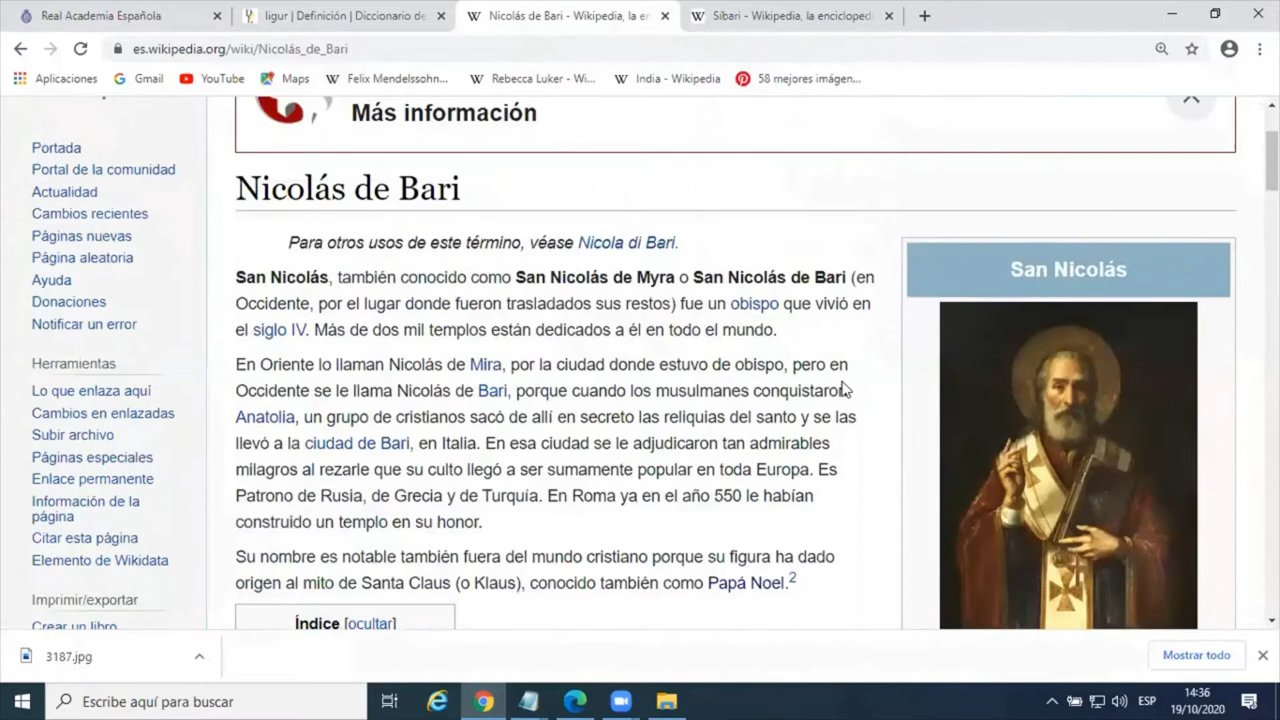 Real Academia Española
ligur | Definición | Diccionario de
Nicolás de Bari - Wikipedia, la en
Síbari - Wikipedia, la enciclopedi
es.wikipedia.org/wiki/Nicolás_de_Bari
Aplicaciones
Gmail
YouTube
Maps
Felix Mendelssohn...
Rebecca Luker - Wi...
India - Wikipedia
58 mejores imágen...
Más información
Portada
Portal de la comunidad
Actualidad
Cambios recientes
Páginas nuevas
Página aleatoria
Ayuda
Donaciones
Notificar un error
Herramientas
Lo que enlaza aquí
Cambios en enlazadas
Subir archivo
Páginas especiales
Enlace permanente
Información de la
página
Citar esta página
Elemento de Wikidata
Imprimir/exportar
Crear un libro
Nicolás de Bari
Para otros usos de este término, véase Nicola di Bari.
San Nicolás, también conocido como San Nicolás de Myra o San Nicolás de Bari (en
Occidente, por el lugar donde fueron trasladados sus restos) fue un obispo que vivió en
el siglo IV. Más de dos mil templos están dedicados a él en todo el mundo.
En Oriente lo llaman Nicolás de Mira, por la ciudad donde estuvo de obispo, pero en
Occidente se le llama Nicolás de Bari, porque cuando los musulmanes conquistaron
Anatolia, un grupo de cristianos sacó de allí en secreto las reliquias del santo y se las
llevó a la ciudad de Bari, en Italia. En esa ciudad se le adjudicaron tan admirables
milagros al rezarle que su culto llegó a ser sumamente popular en toda Europa. Es
Patrono de Rusia, de Grecia y de Turquía. En Roma ya en el año 550 le habían
construido un templo en su honor.
Su nombre es notable también fuera del mundo cristiano porque su figura ha dado
origen al mito de Santa Claus (o Klaus), conocido también como Papá Noel.2
Índice [ocultar]
San Nicolás
3187.jpg
Mostrar todo
Escribe aquí para buscar
ESP
14:36
19/10/2020